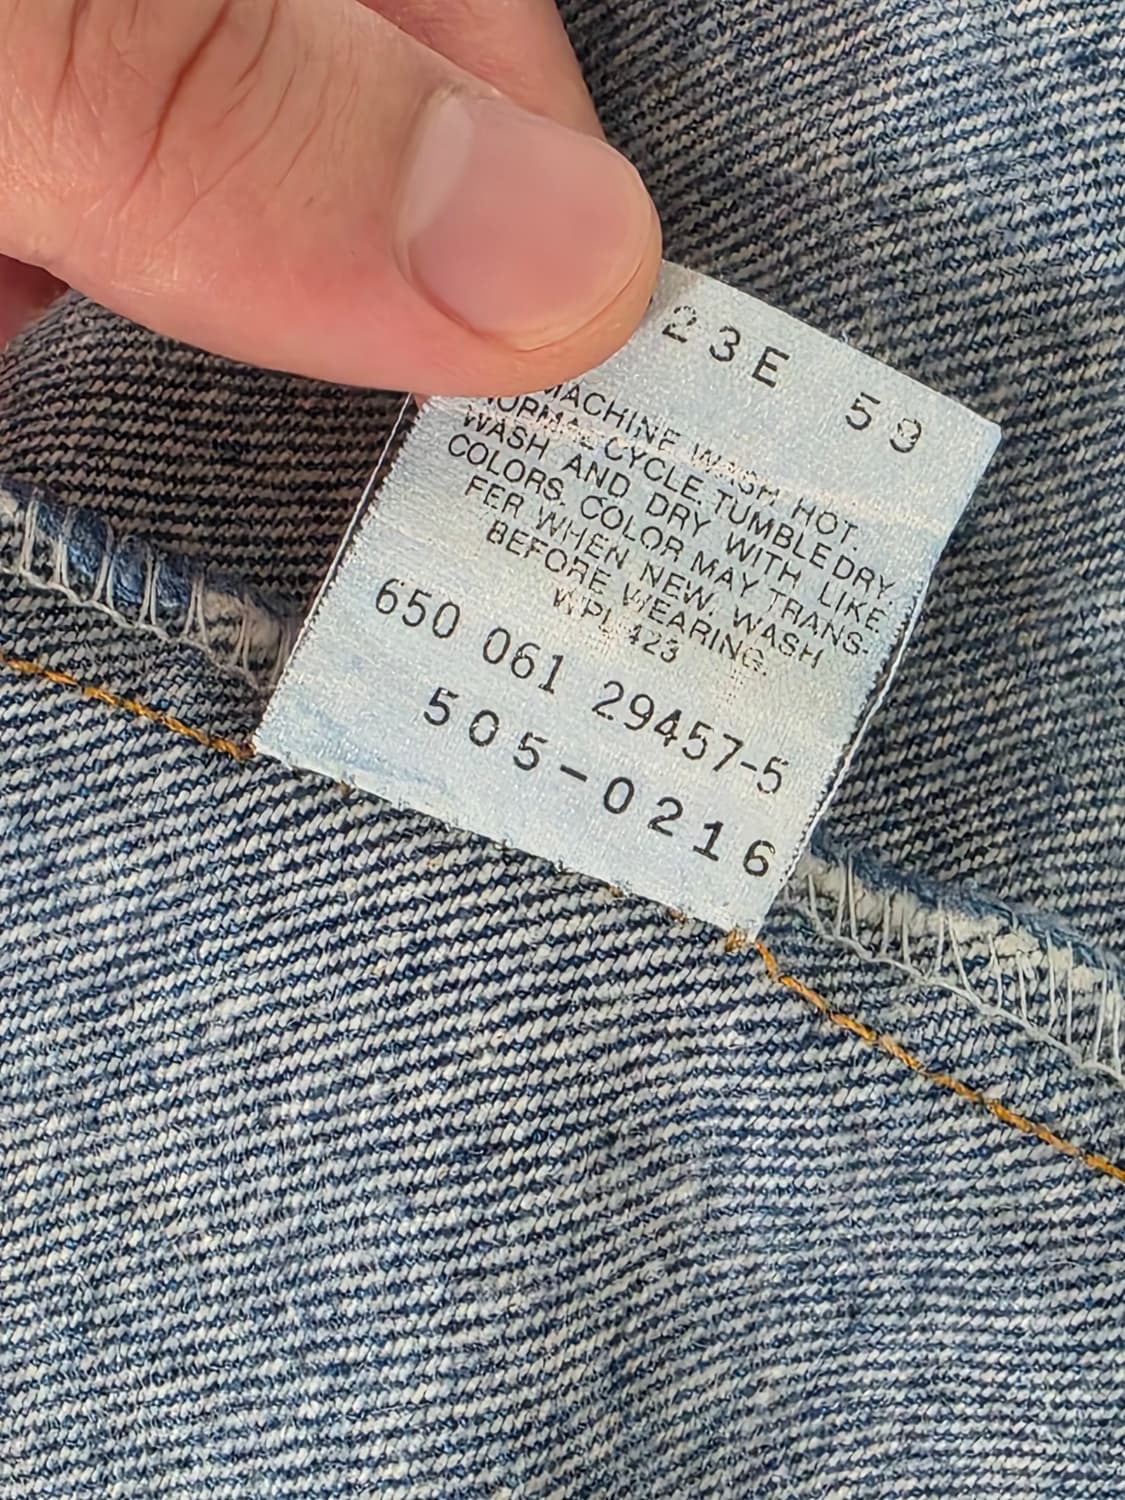 23E 59
MACHINE WASH HOT.
NORMAL CYCLE. TUMBLE DRY.
WASH AND DRY WITH LIKE
COLORS. COLOR MAY TRANS-
FER WHEN NEW. WASH
BEFORE WEARING.
WPL 423
650 061 29457-5
505-0216